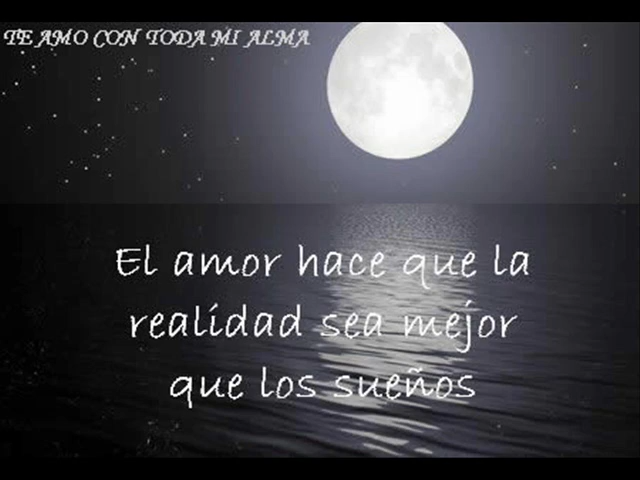 TE AMO CON TODA MI ALMA
El amor hace que la
realidad sea mejor
que los sueños